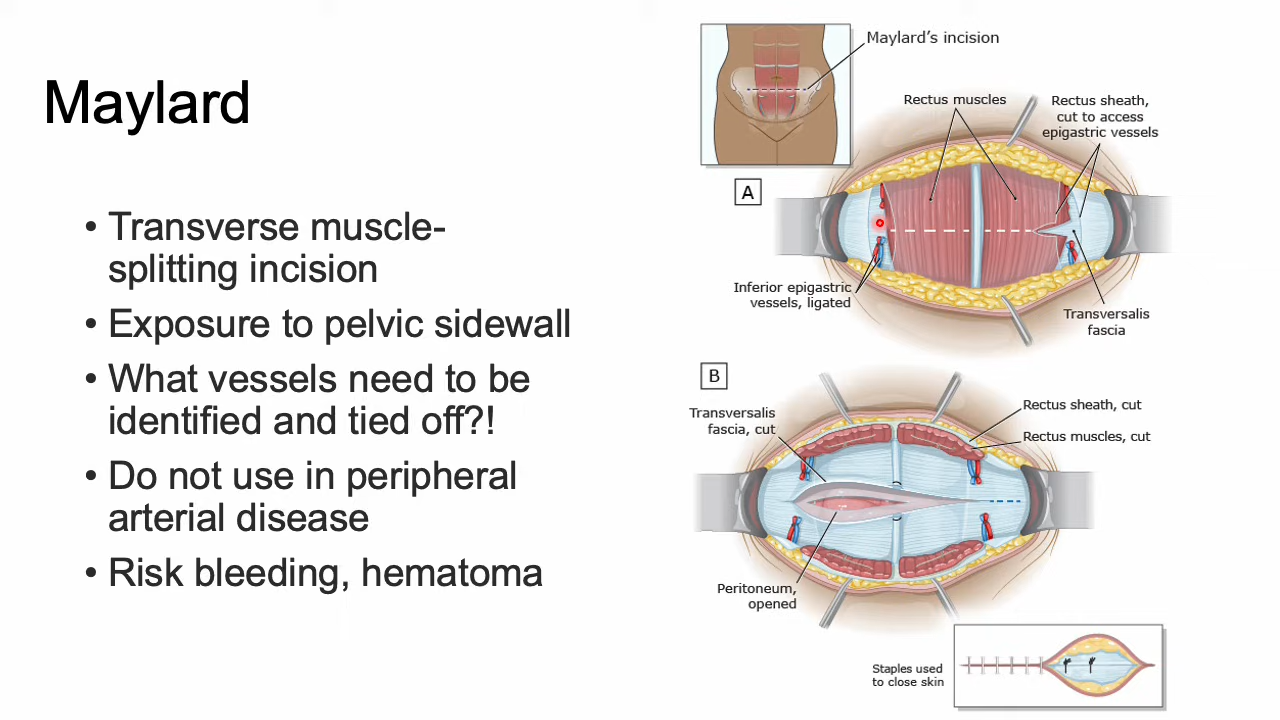 Maylard
• Transverse muscle-
splitting incision
• Exposure to pelvic sidewall
• What vessels need to be
identified and tied off?!
• Do not use in peripheral
arterial disease
• Risk bleeding, hematoma
Maylard's incision
A
Rectus muscles
Rectus sheath,
cut to access
epigastric vessels
Inferior epigastric
vessels, ligated
Transversalis
fascia
B
Transversalis
fascia, cut
Rectus sheath, cut
Rectus muscles, cut
Peritoneum,
opened
Staples used
to close skin